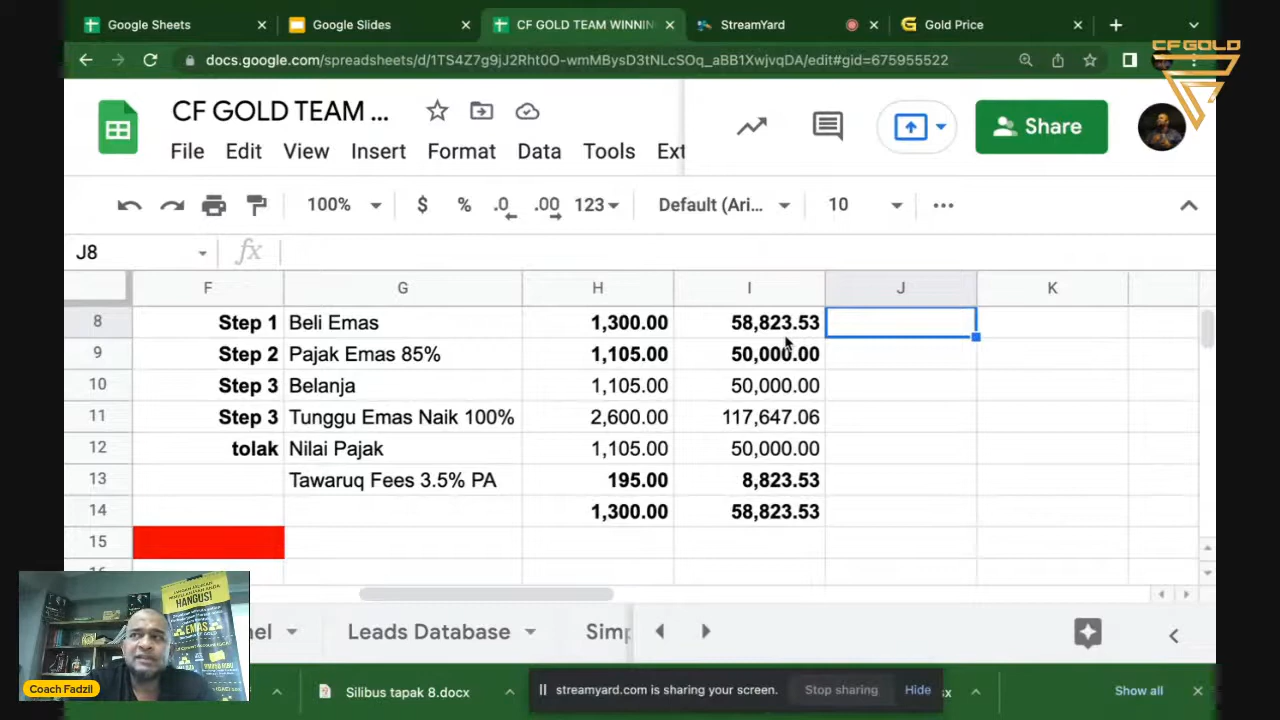 Google Sheets
Google Slides
CF GOLD TEAM WINNIN
StreamYard
Gold Price
docs.google.com/spreadsheets/d/1TS4Z7g9jJ2Rht0O-wmMBysD3tNLcSOq_aBB1XwjvqDA/edit#gid=675955522
CF GOLD
CF GOLD TEAM ...
Share
File Edit View Insert Format Data Tools Ext
100% $ % .0 .00 123 Default (Ari... 10 ...
J8 fx
F G H I J K
8 Step 1 Beli Emas 1,300.00 58,823.53
9 Step 2 Pajak Emas 85% 1,105.00 50,000.00
10 Step 3 Belanja 1,105.00 50,000.00
11 Step 3 Tunggu Emas Naik 100% 2,600.00 117,647.06
12 tolak Nilai Pajak 1,105.00 50,000.00
13 Tawaruq Fees 3.5% PA 195.00 8,823.53
14 1,300.00 58,823.53
15
HANGUS!
EMAS
Coach Fadzil
nel Leads Database Simp
Silibus tapak 8.docx
streamyard.com is sharing your screen. Stop sharing Hide
sx
Show all